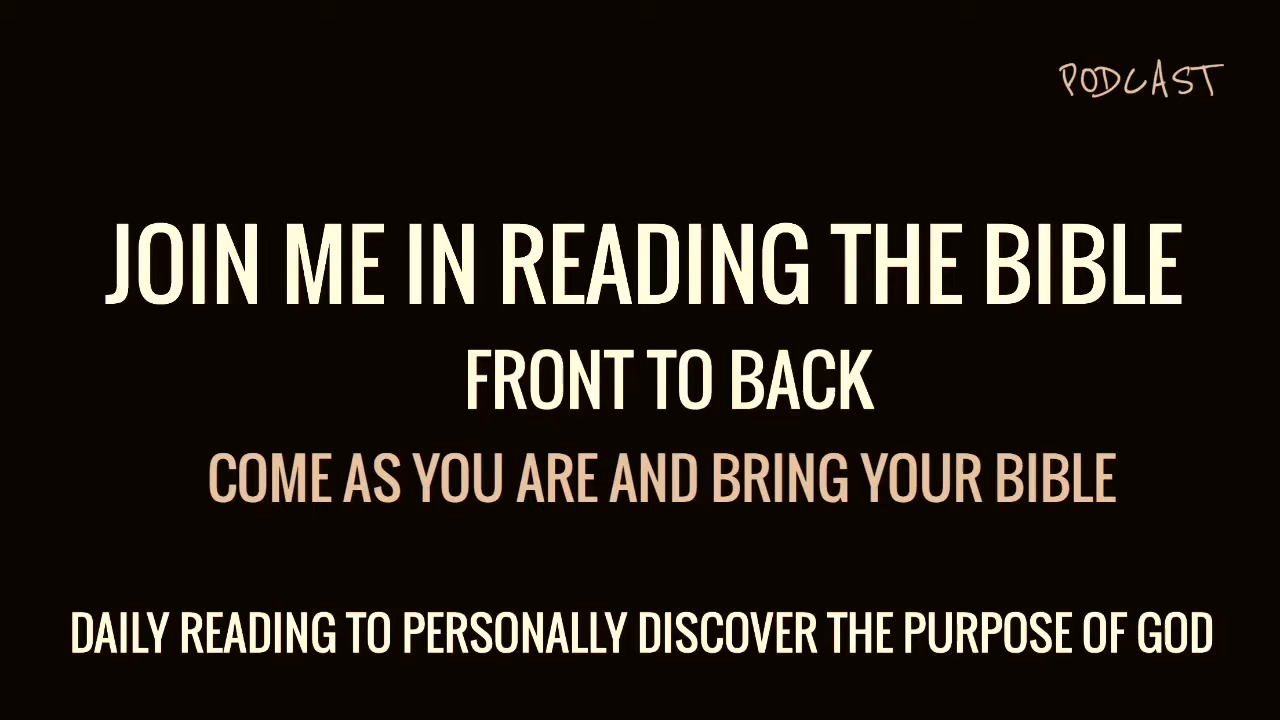 PODCAST
JOIN ME IN READING THE BIBLE
FRONT TO BACK
COME AS YOU ARE AND BRING YOUR BIBLE
DAILY READING TO PERSONALLY DISCOVER THE PURPOSE OF GOD